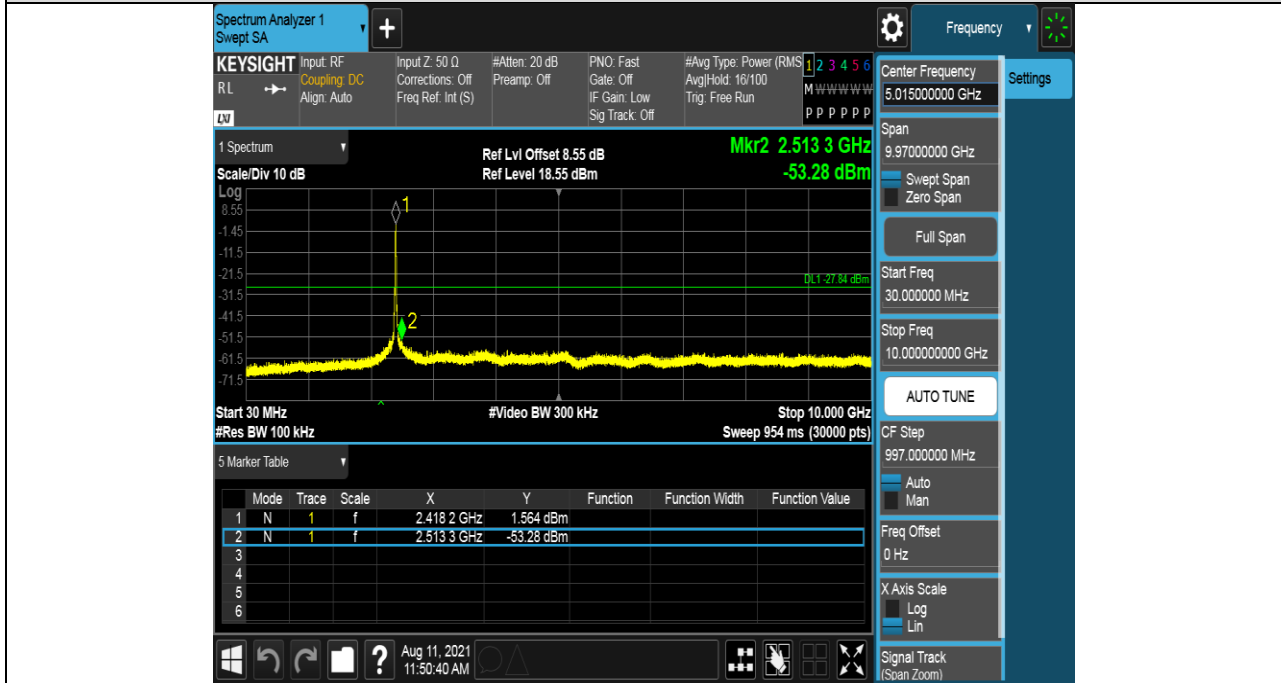 Spectrum Analyzer 1
Swept SA
+
Frequency
KEYSIGHT
RL
LXI
Input: RF
Coupling: DC
Align: Auto
Input Z: 50 Ω
Corrections: Off
Freq Ref: Int (S)
#Atten: 20 dB
Preamp: Off
PNO: Fast
Gate: Off
IF Gain: Low
Sig Track: Off
#Avg Type: Power (RMS
Avg|Hold: 16/100
Trig: Free Run
1 2 3 4 5 6
M W W W W W
P P P P P P
1 Spectrum
Scale/Div 10 dB
Ref Lvl Offset 8.55 dB
Ref Level 18.55 dBm
Mkr2 2.513 3 GHz
-53.28 dBm
Log
8.55
-1.45
-11.5
-21.5
-31.5
-41.5
-51.5
-61.5
-71.5
1
2
DL1 -27.84 dBm
Start 30 MHz
#Res BW 100 kHz
#Video BW 300 kHz
Stop 10.000 GHz
Sweep 954 ms (30000 pts)
5 Marker Table
Mode Trace Scale X Y Function Function Width Function Value
1 N 1 f 2.418 2 GHz 1.564 dBm
2 N 1 f 2.513 3 GHz -53.28 dBm
3
4
5
6
?
Aug 11, 2021
11:50:40 AM
Center Frequency
5.015000000 GHz
Span
9.97000000 GHz
Swept Span
Zero Span
Full Span
Start Freq
30.000000 MHz
Stop Freq
10.000000000 GHz
AUTO TUNE
CF Step
997.000000 MHz
Auto
Man
Freq Offset
0 Hz
X Axis Scale
Log
Lin
Signal Track
(Span Zoom)
Settings